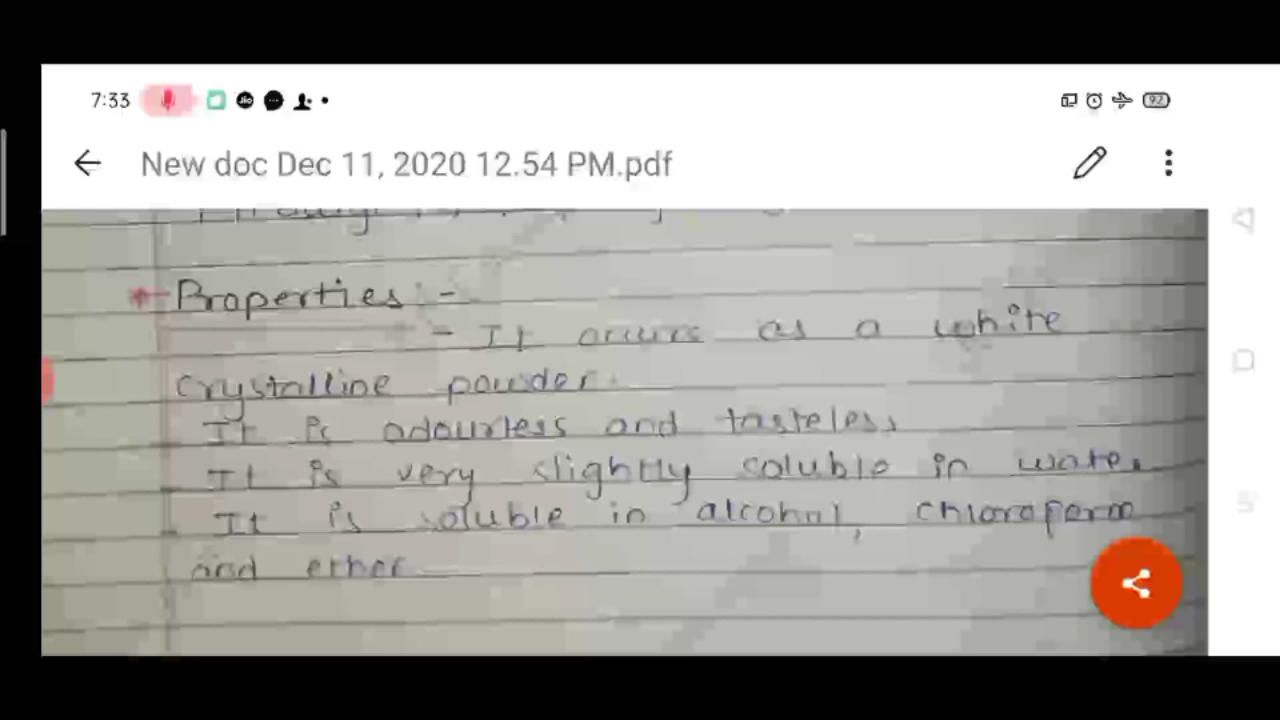 7:33 Jio 92
New doc Dec 11, 2020 12.54 PM.pdf
Properties :-
- It occurs as a white
crystalline powder.
It is odourless and tasteless
It is very slightly soluble in water
It is soluble in alcohol, chloroform
and ether